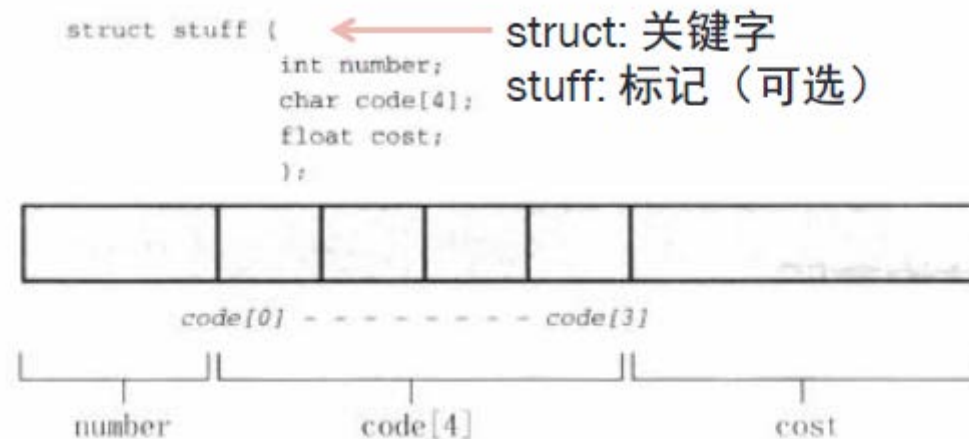 struct stuff {
struct: 关键字
int number;
stuff: 标记（可选）
char code[4];
float cost;
};
code[0] - - - - - - - - code[3]
number code[4] cost